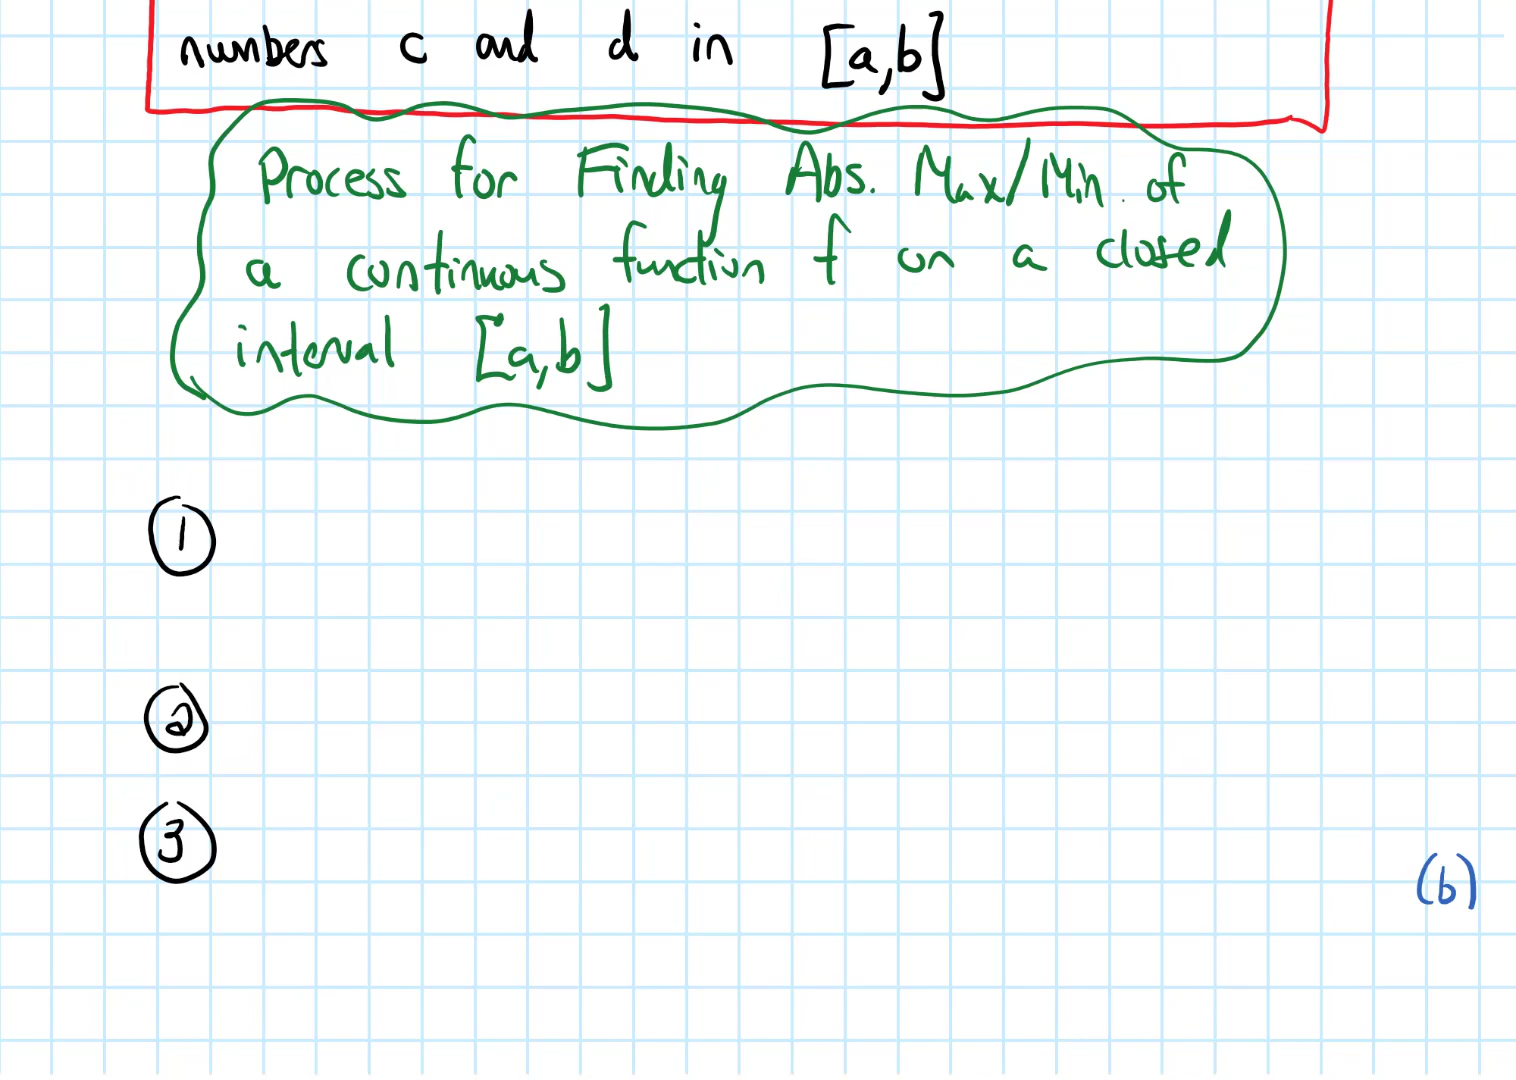 numbers c and d in [a,b]
Process for Finding Abs. Max/Min of
a continuous function f on a closed
interval [a,b]
1
2
3
(b)